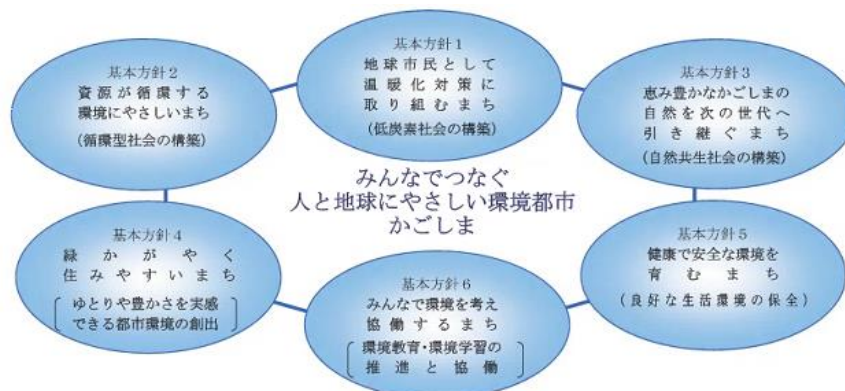 基本方針1
地球市民として
温暖化対策に
取り組むまち
(低炭素社会の構築)
基本方針2
資源が循環する
環境にやさしいまち
(循環型社会の構築)
基本方針3
恵み豊かなかごしまの
自然を次の世代へ
引き継ぐまち
(自然共生社会の構築)
みんなでつなぐ
人と地球にやさしい環境都市
かごしま
基本方針4
緑かがやく
住みやすいまち
ゆとりや豊かさを実感
できる都市環境の創出
基本方針5
健康で安全な環境を
育むまち
(良好な生活環境の保全)
基本方針6
みんなで環境を考え
協働するまち
環境教育・環境学習の
推進と協働